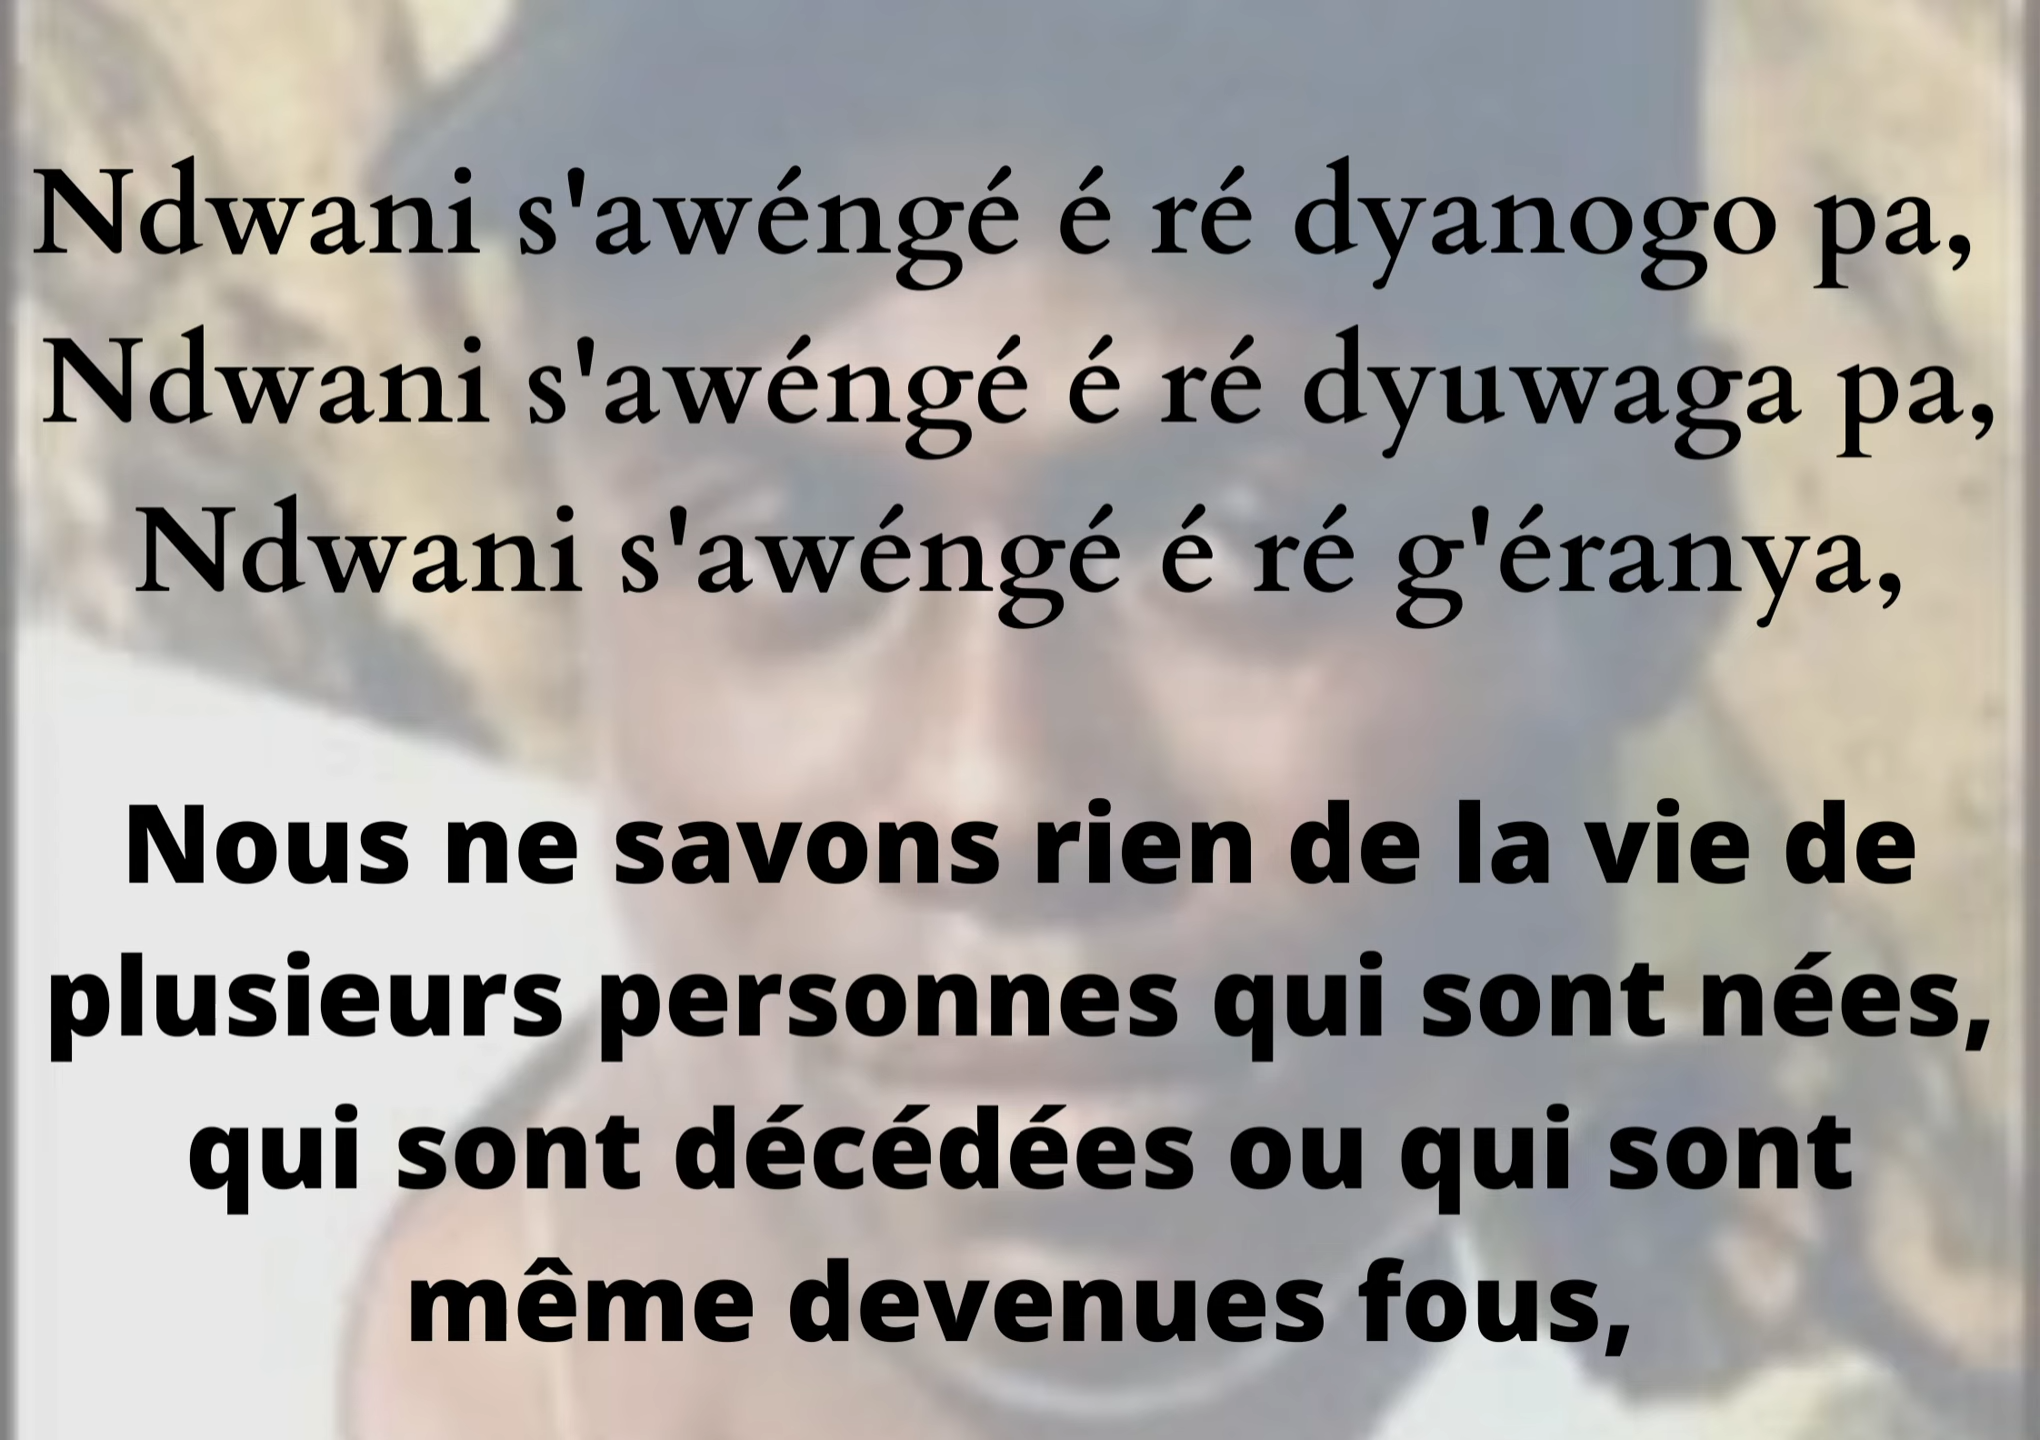 Ndwani s'awéngé é ré dyanogo pa,
Ndwani s'awéngé é ré dyuwaga pa,
Ndwani s'awéngé é ré g'éranya,
Nous ne savons rien de la vie de
plusieurs personnes qui sont nées,
qui sont décédées ou qui sont
même devenues fous,